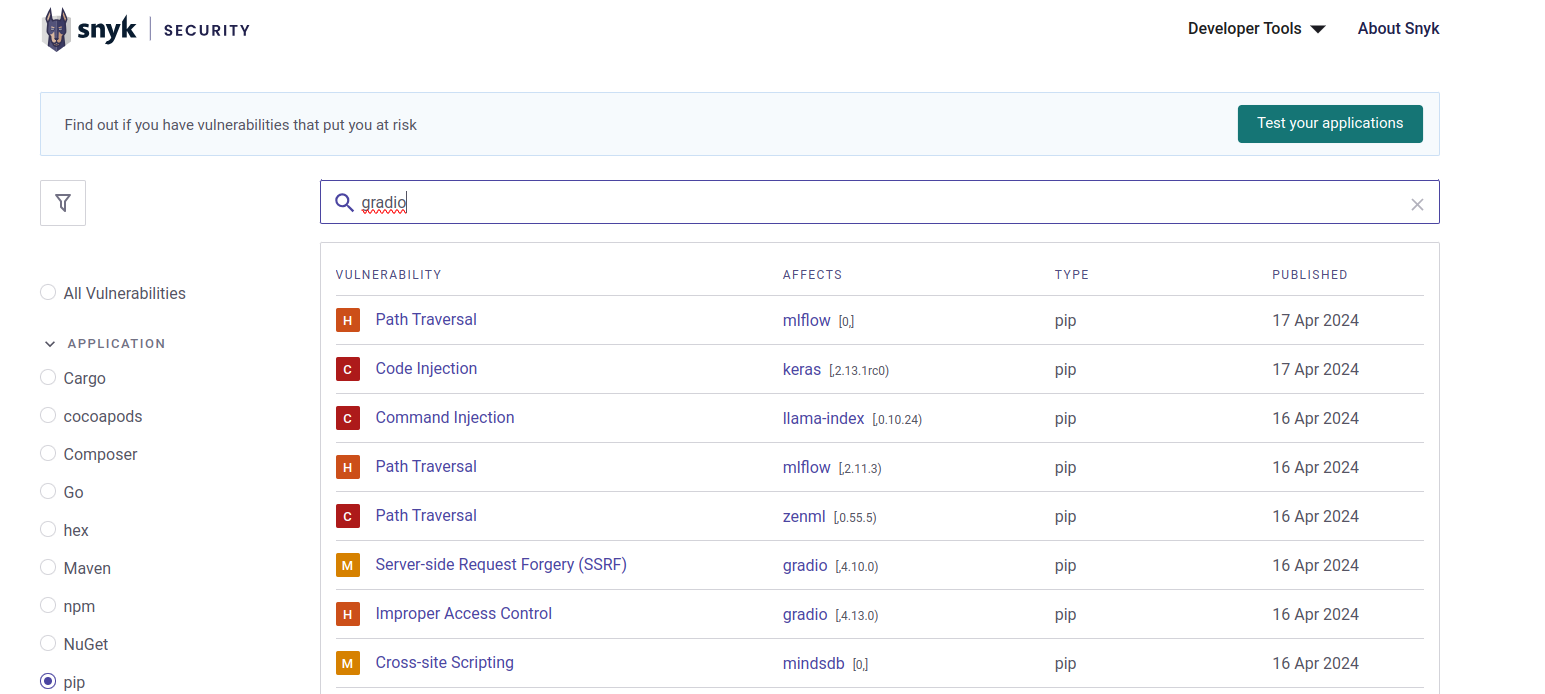 snyk | SECURITY
Developer Tools
About Snyk
Find out if you have vulnerabilities that put you at risk
Test your applications
gradio
All Vulnerabilities
APPLICATION
Cargo
cocoapods
Composer
Go
hex
Maven
npm
NuGet
pip
VULNERABILITY AFFECTS TYPE PUBLISHED
H Path Traversal mlflow [0,] pip 17 Apr 2024
C Code Injection keras [,2.13.1rc0) pip 17 Apr 2024
C Command Injection llama-index [,0.10.24) pip 16 Apr 2024
H Path Traversal mlflow [,2.11.3) pip 16 Apr 2024
C Path Traversal zenml [,0.55.5) pip 16 Apr 2024
M Server-side Request Forgery (SSRF) gradio [,4.10.0) pip 16 Apr 2024
H Improper Access Control gradio [,4.13.0) pip 16 Apr 2024
M Cross-site Scripting mindsdb [0,] pip 16 Apr 2024